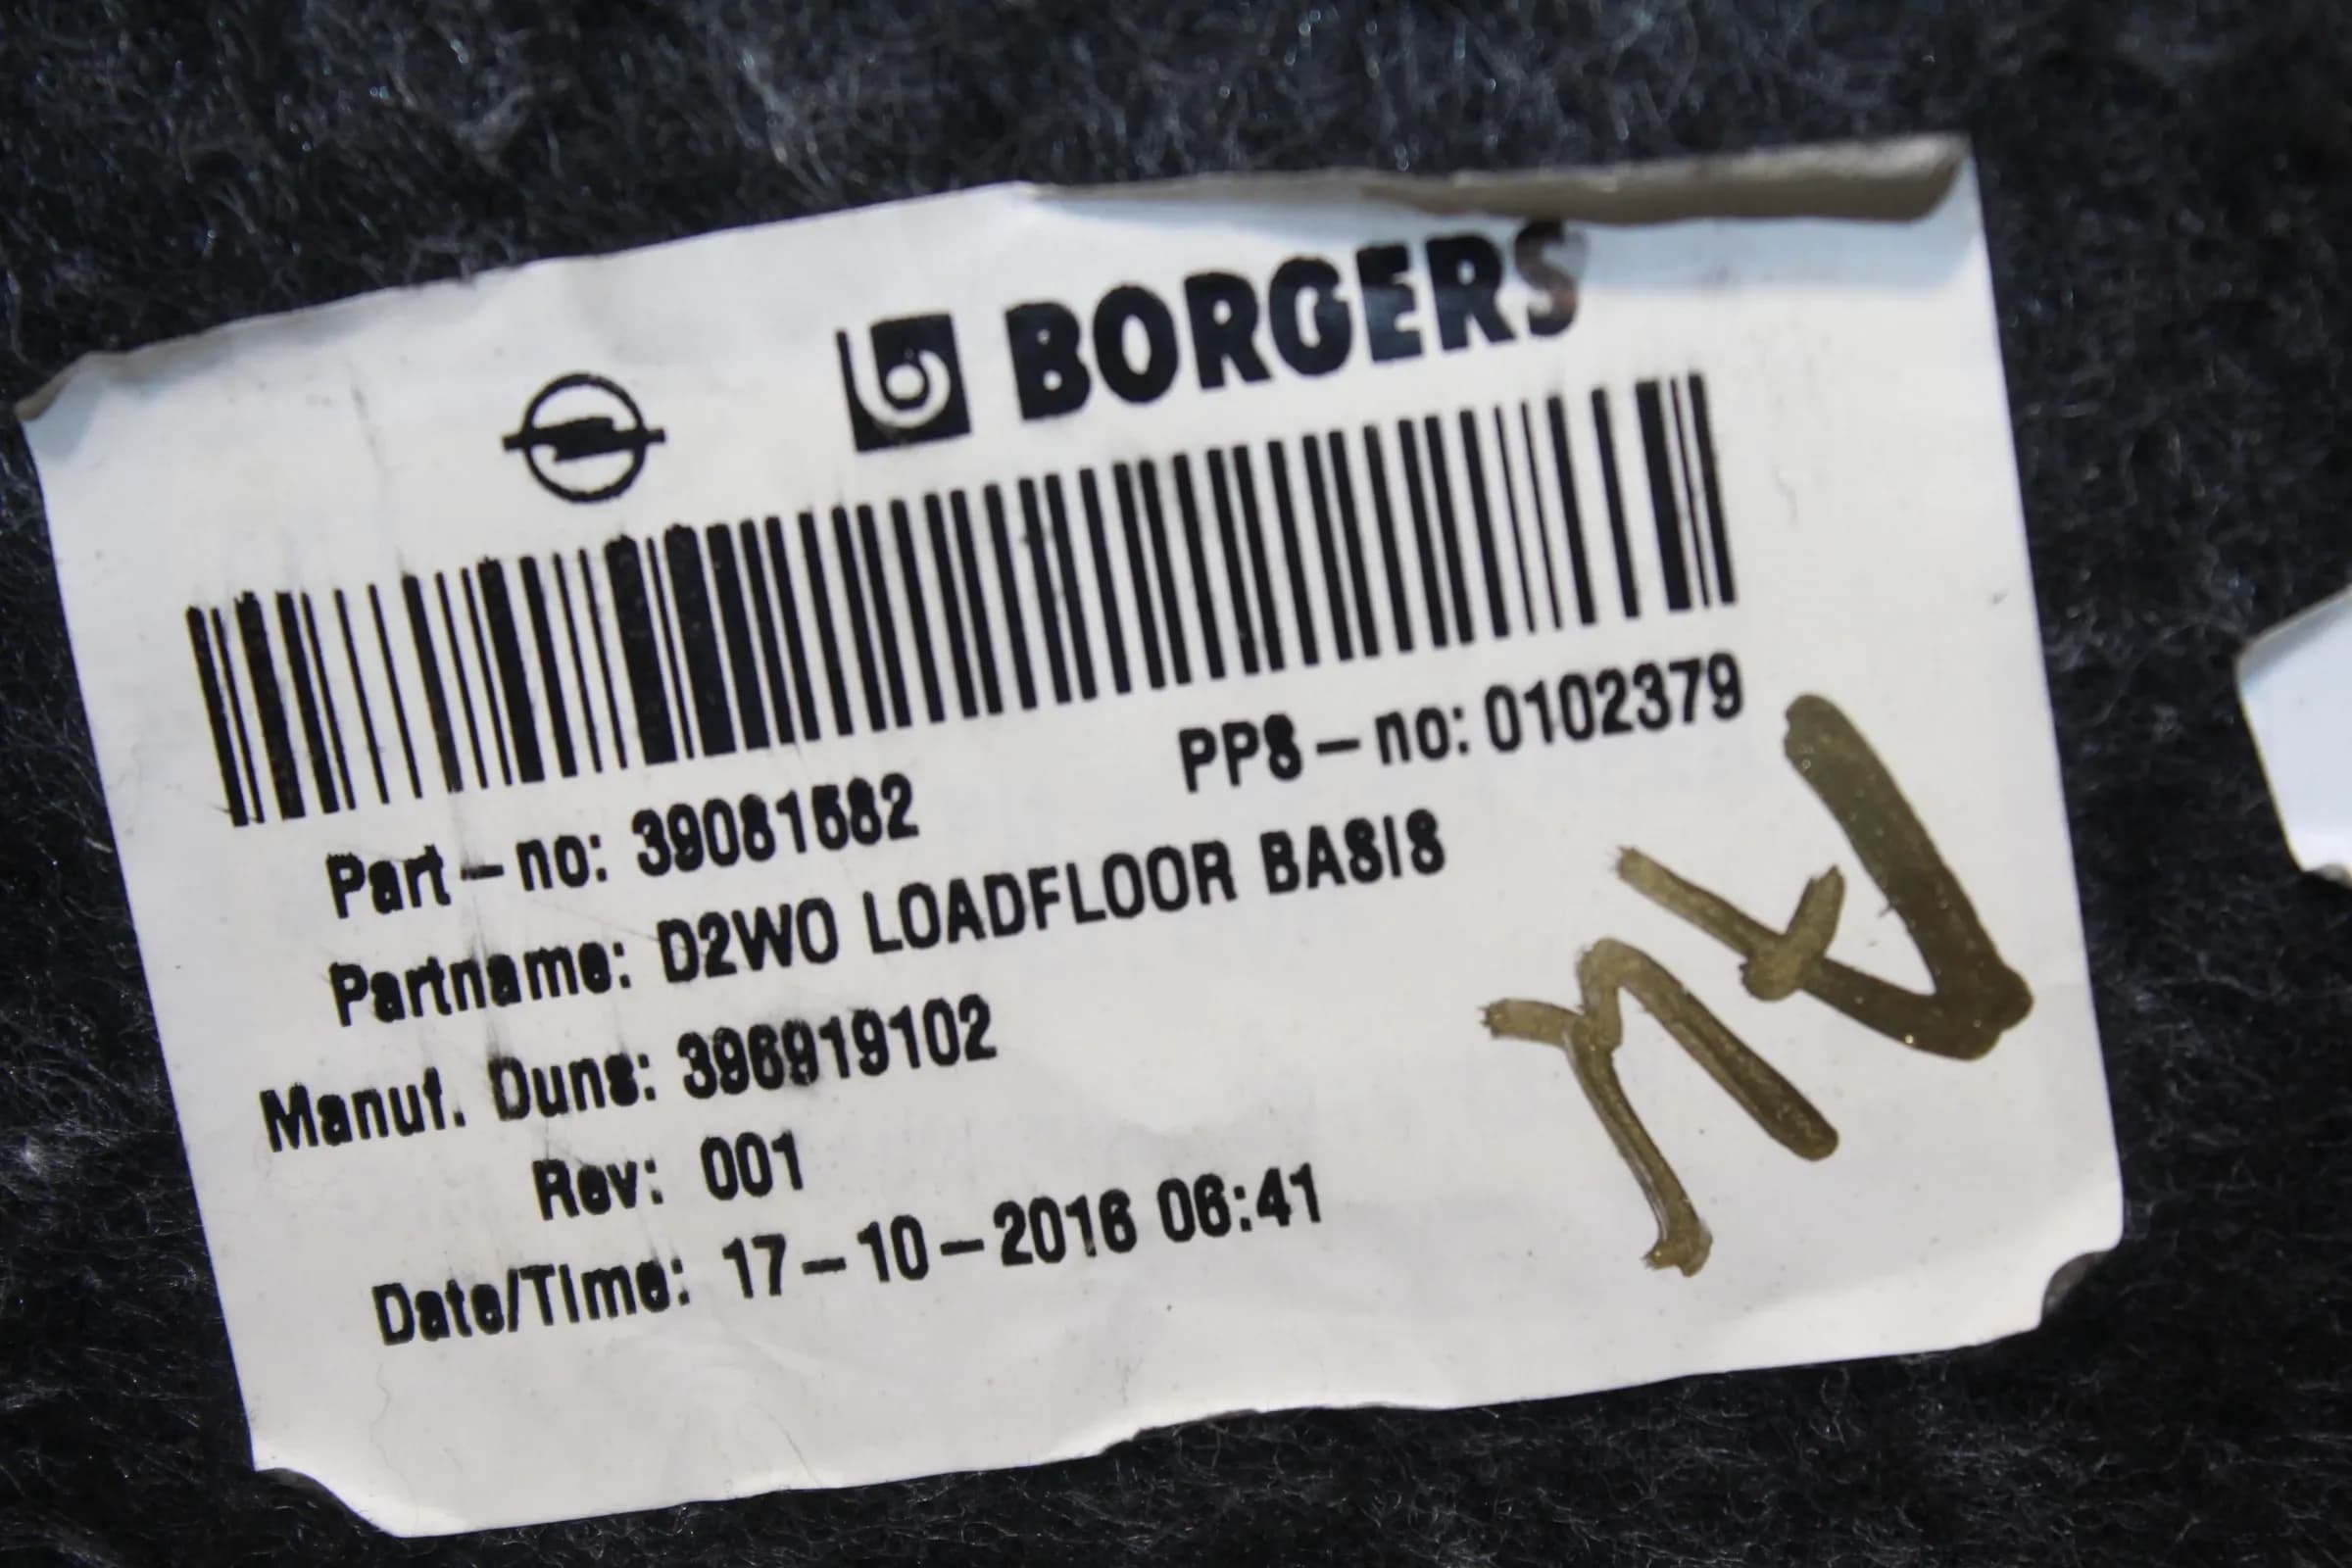 BORGERS
Part-no: 39081582
PPS-no: 0102379
Partname: D2WO LOADFLOOR BASIS
Manuf. Duns: 396919102
Rev: 001
Date/Time: 17-10-2016 06:41